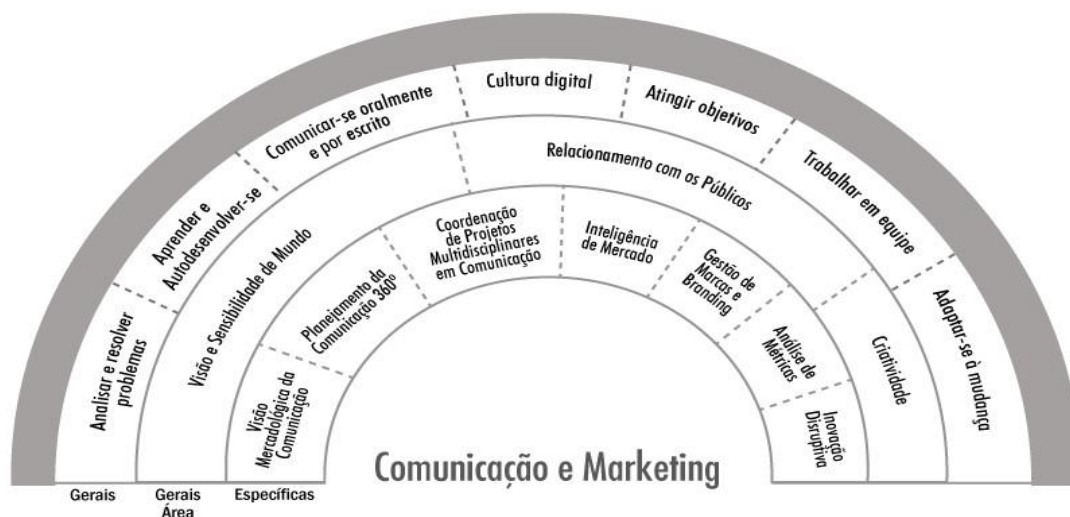 Analisar e resolver
problemas
Aprender e
Autodesenvolver-se
Comunicar-se oralmente
e por escrito
Cultura digital
Atingir objetivos
Trabalhar em equipe
Adaptar-se à mudança
Visão e Sensibilidade de Mundo
Relacionamento com os Públicos
Criatividade
Visão
Mercadológica da
Comunicação
Planejamento da
Comunicação 360º
Coordenação
de Projetos
Multidisciplinares
em Comunicação
Inteligência
de Mercado
Gestão de
Marcas e
Branding
Análise de
Métricas
Inovação
Disruptiva
Comunicação e Marketing
Gerais
Gerais
Área
Específicas